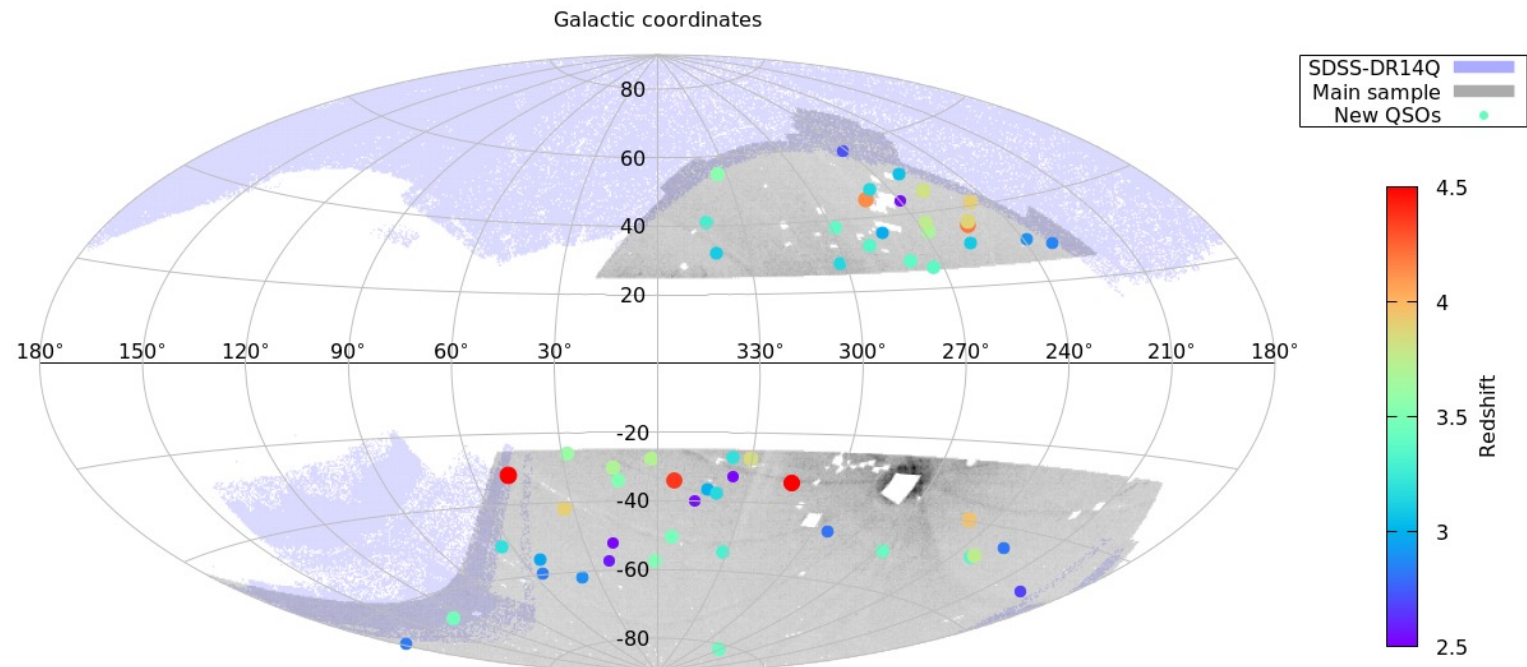 Galactic coordinates
SDSS-DR14Q
Main sample
New QSOs
80
60
40
20
180° 150° 120° 90° 60° 30° 330° 300° 270° 240° 210° 180°
-20
-40
-60
-80
4.5
4
3.5
3
2.5
Redshift